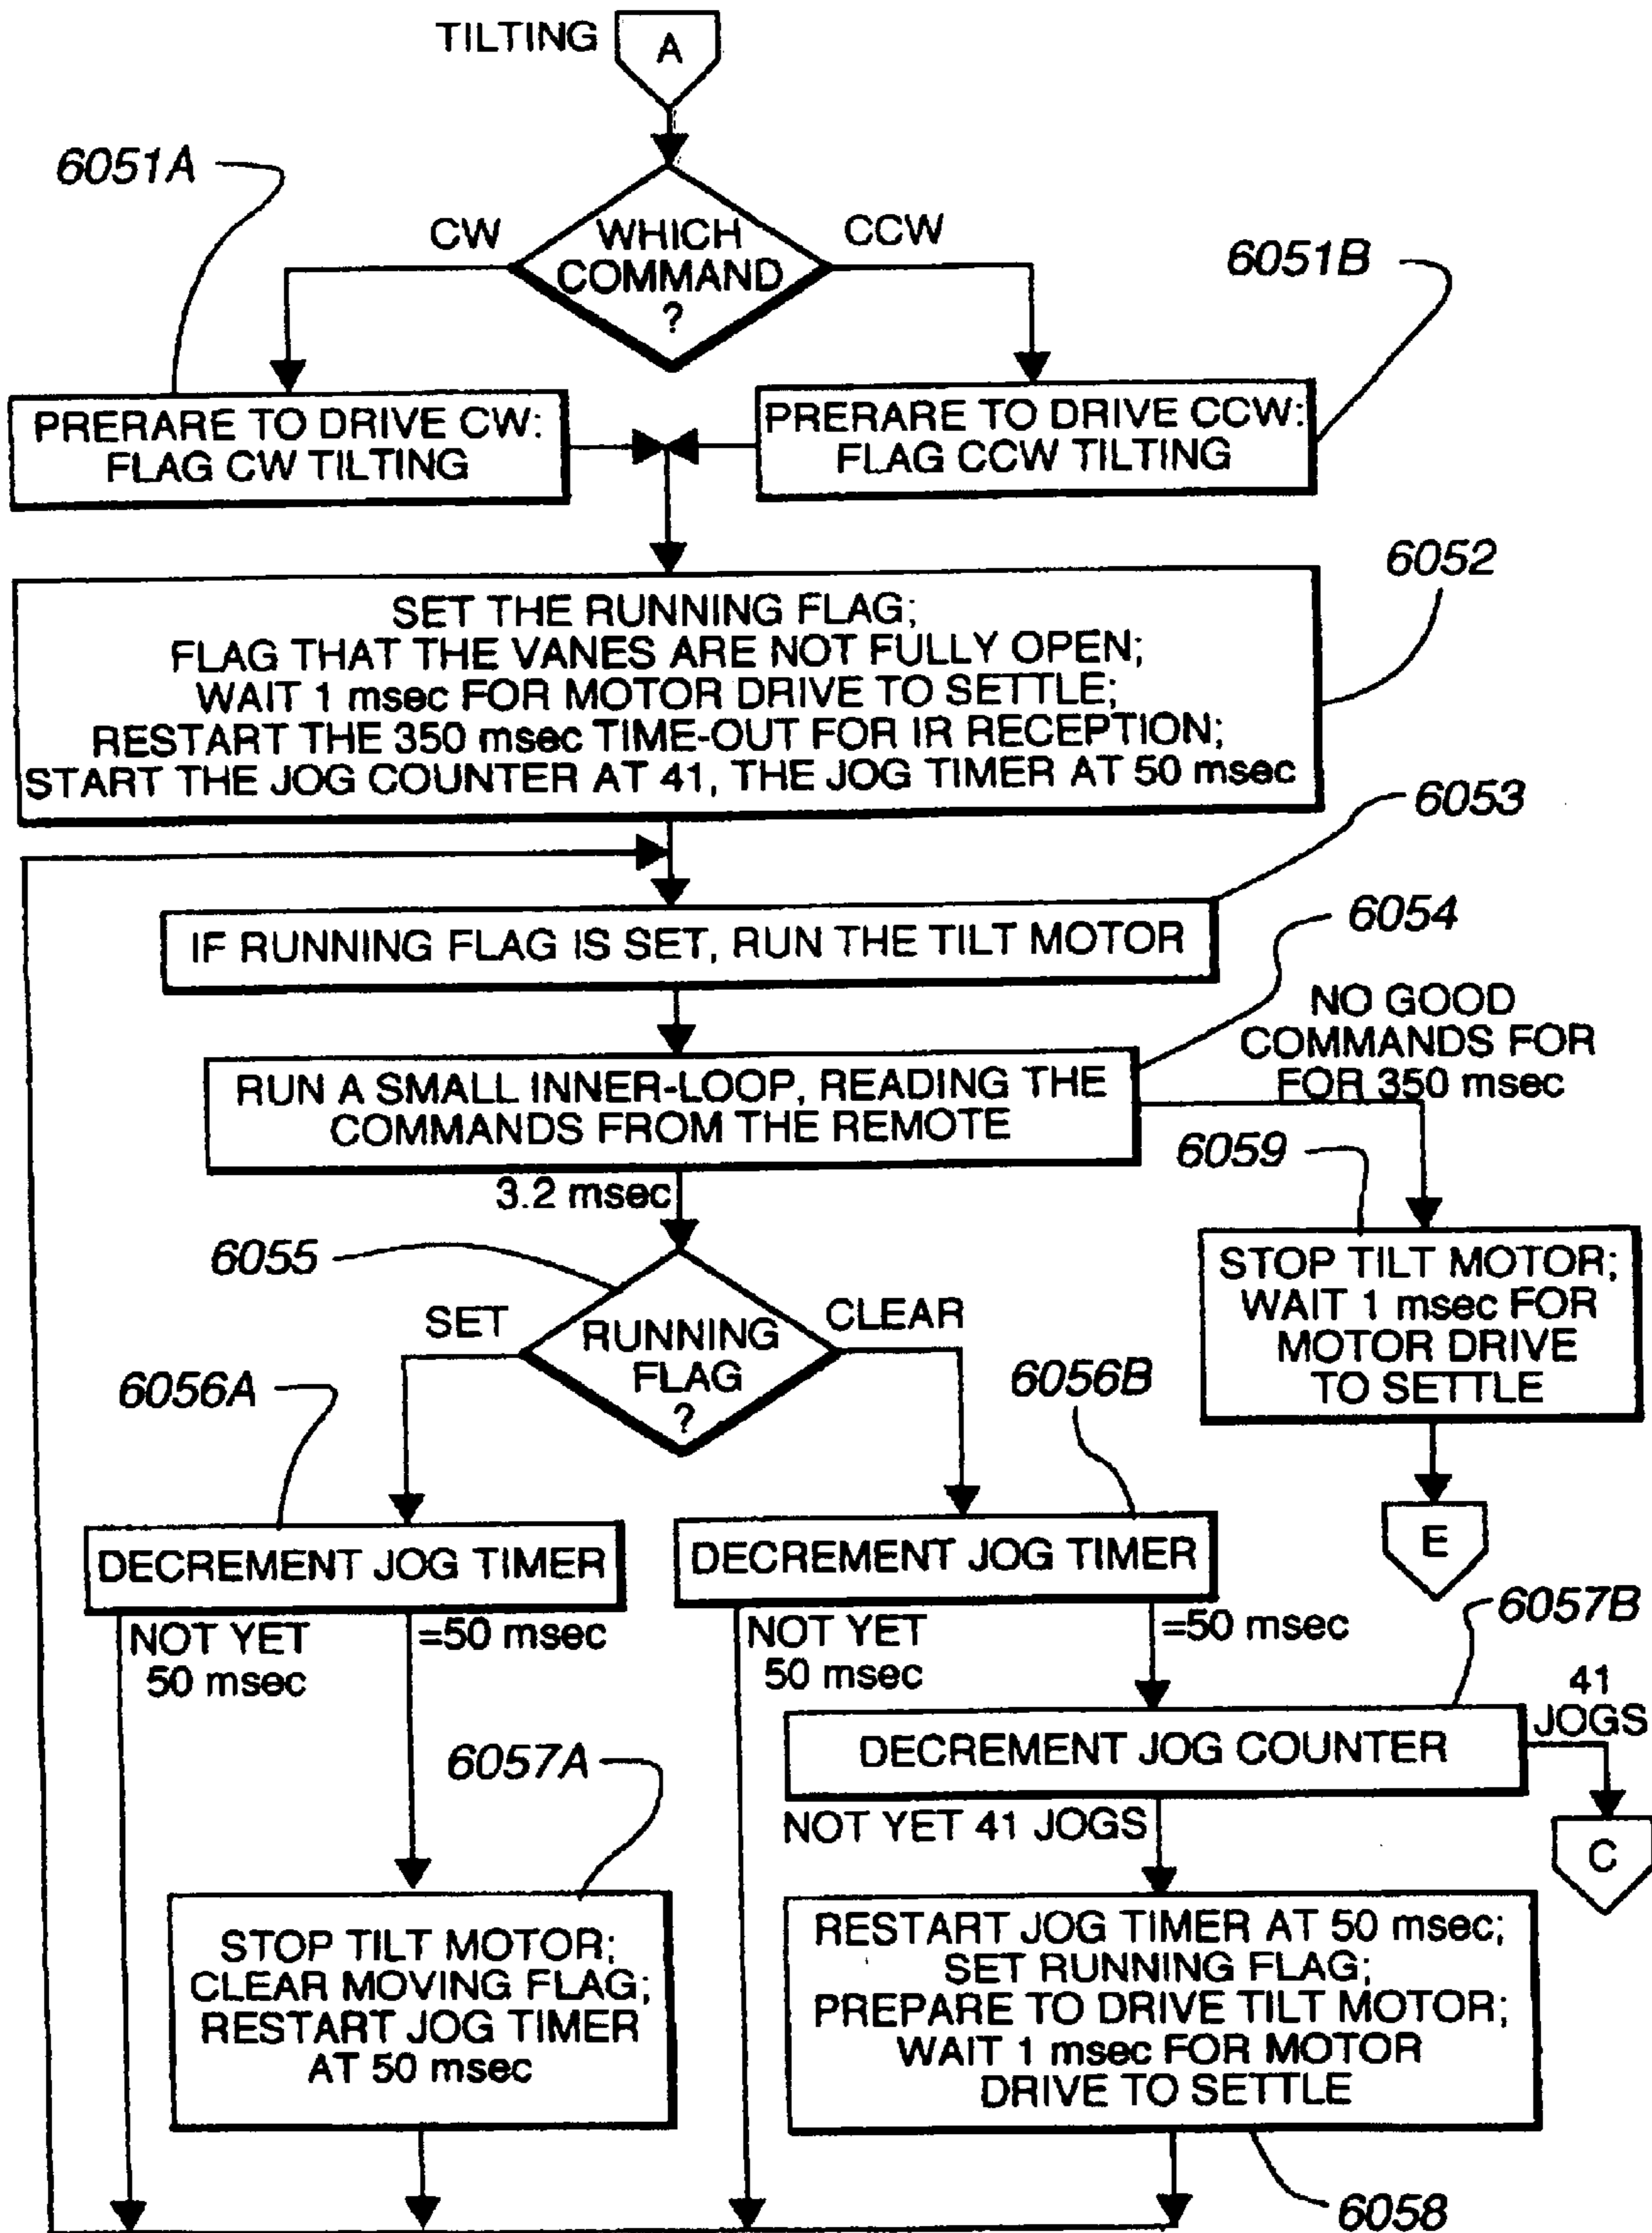 TILTING
A
6051A
CW
WHICH
COMMAND
?
CCW
6051B
PRERARE TO DRIVE CW:
FLAG CW TILTING
PRERARE TO DRIVE CCW:
FLAG CCW TILTING
6052
SET THE RUNNING FLAG;
FLAG THAT THE VANES ARE NOT FULLY OPEN;
WAIT 1 msec FOR MOTOR DRIVE TO SETTLE;
RESTART THE 350 msec TIME-OUT FOR IR RECEPTION;
START THE JOG COUNTER AT 41, THE JOG TIMER AT 50 msec
6053
IF RUNNING FLAG IS SET, RUN THE TILT MOTOR
6054
NO GOOD
COMMANDS FOR
FOR 350 msec
RUN A SMALL INNER-LOOP, READING THE
COMMANDS FROM THE REMOTE
3.2 msec
6059
STOP TILT MOTOR;
WAIT 1 msec FOR
MOTOR DRIVE
TO SETTLE
E
6055
SET
RUNNING
FLAG
?
CLEAR
6056A
6056B
DECREMENT JOG TIMER
DECREMENT JOG TIMER
NOT YET
50 msec
=50 msec
NOT YET
50 msec
=50 msec
6057B
41
JOGS
DECREMENT JOG COUNTER
C
6057A
NOT YET 41 JOGS
STOP TILT MOTOR;
CLEAR MOVING FLAG;
RESTART JOG TIMER
AT 50 msec
RESTART JOG TIMER AT 50 msec;
SET RUNNING FLAG;
PREPARE TO DRIVE TILT MOTOR;
WAIT 1 msec FOR MOTOR
DRIVE TO SETTLE
6058